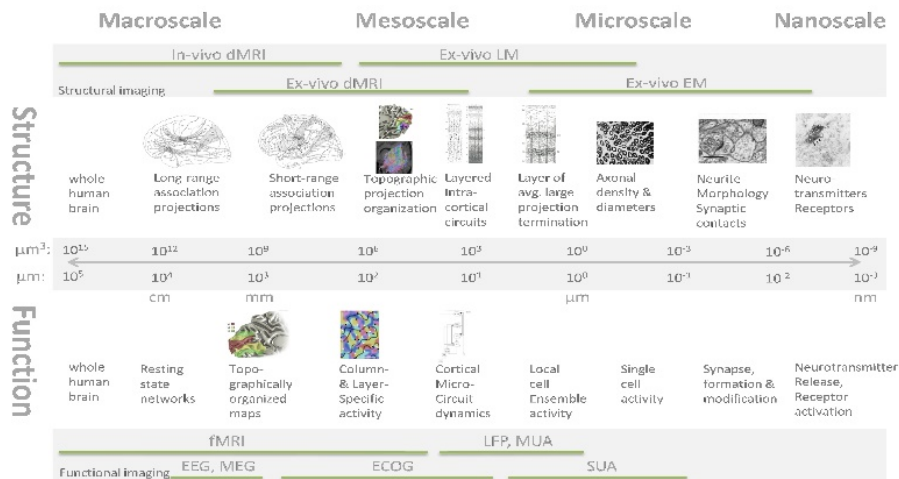 Macroscale Mesoscale Microscale Nanoscale
In-vivo dMRI Ex-vivo LM
Structural imaging Ex-vivo dMRI Ex-vivo EM
Structure
whole human brain
Long range association projections
Short-range association projections
Topographic projection organization
Layered Intra-cortical circuits
Layer of avg. large projection termination
Axonal density & diameters
Neurite Morphology Synaptic contacts
Neuro transmitters Receptors
μm³: 10¹⁵ 10¹² 10⁹ 10⁶ 10³ 10⁰ 10⁻³ 10⁻⁶ 10⁻⁹
μm: 10⁵ 10⁴ 10³ 10² 10¹ 10⁰ 10⁻¹ 10⁻² 10⁻³
cm mm μm nm
Function
whole human brain
Resting state networks
Topo-graphically organized maps
Column- & Layer-Specific activity
Cortical Micro-Circuit dynamics
Local cell Ensemble activity
Single cell activity
Synapse, formation & modification
Neurotransmitter Release, Receptor activation
fMRI LFP, MUA
Functional imaging EEG, MEG ECOG SUA